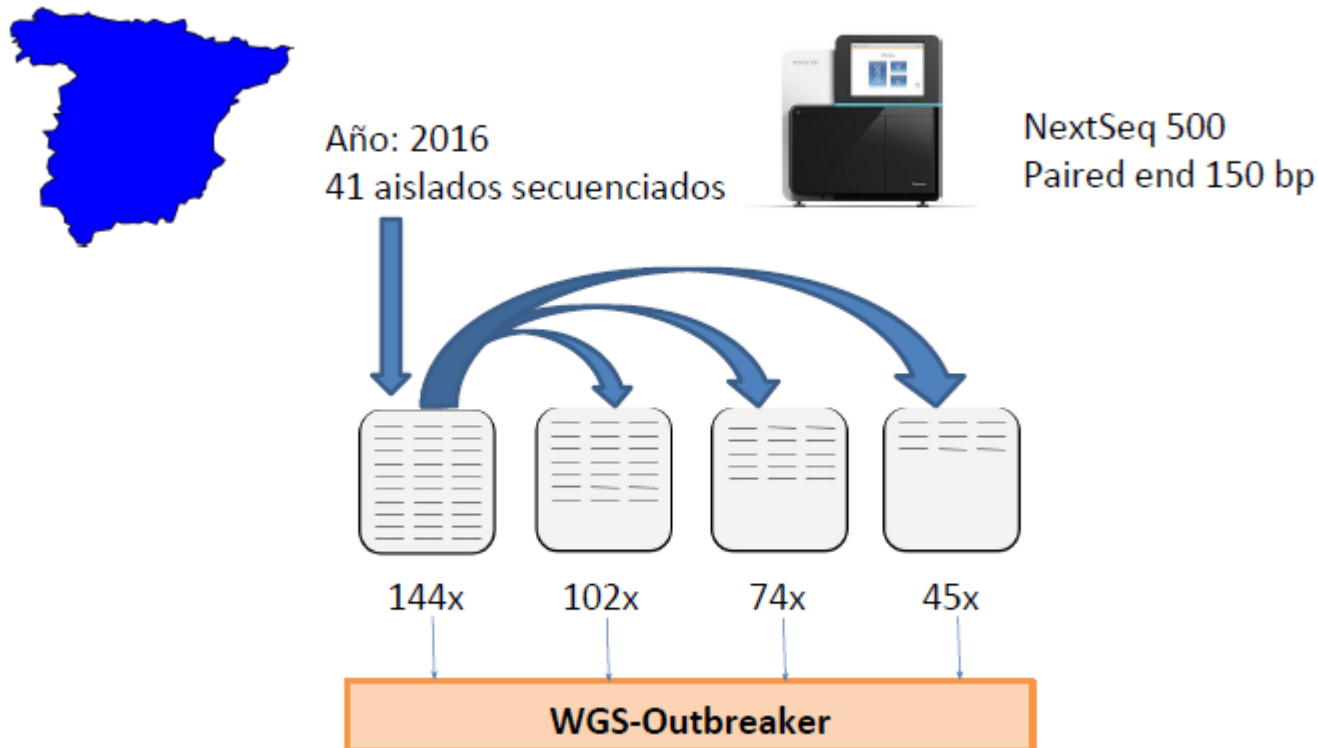 Año: 2016
41 aislados secuenciados
NextSeq 500
Paired end 150 bp
144x
102x
74x
45x
WGS-Outbreaker